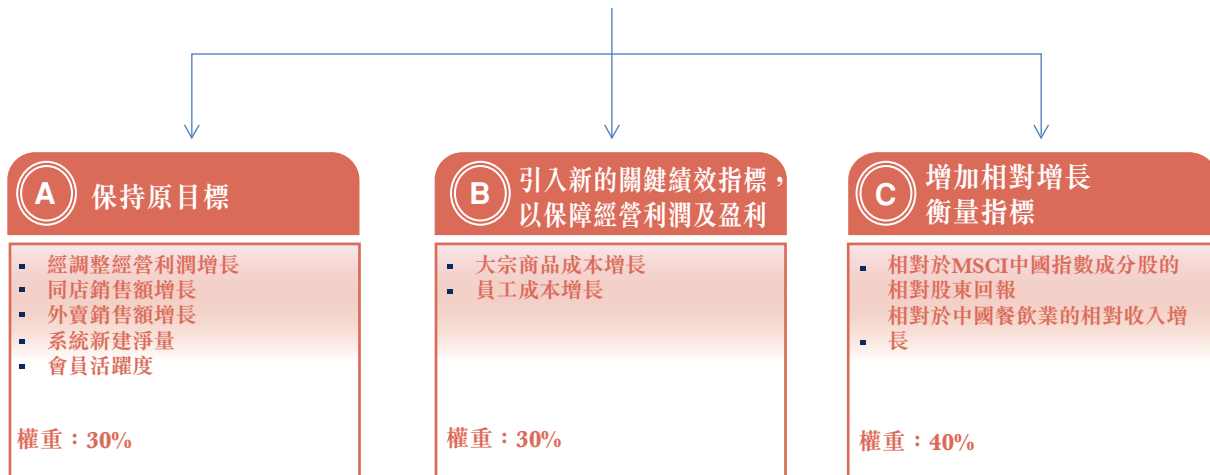 A
保持原目標
經調整經營利潤增長
同店銷售額增長
外賣銷售額增長
系統新建淨量
會員活躍度
權重：30%
B
引入新的關鍵績效指標，
以保障經營利潤及盈利
大宗商品成本增長
員工成本增長
權重：30%
C
增加相對增長
衡量指標
相對於MSCI中國指數成分股的
相對股東回報
相對於中國餐飲業的相對收入增
長
權重：40%